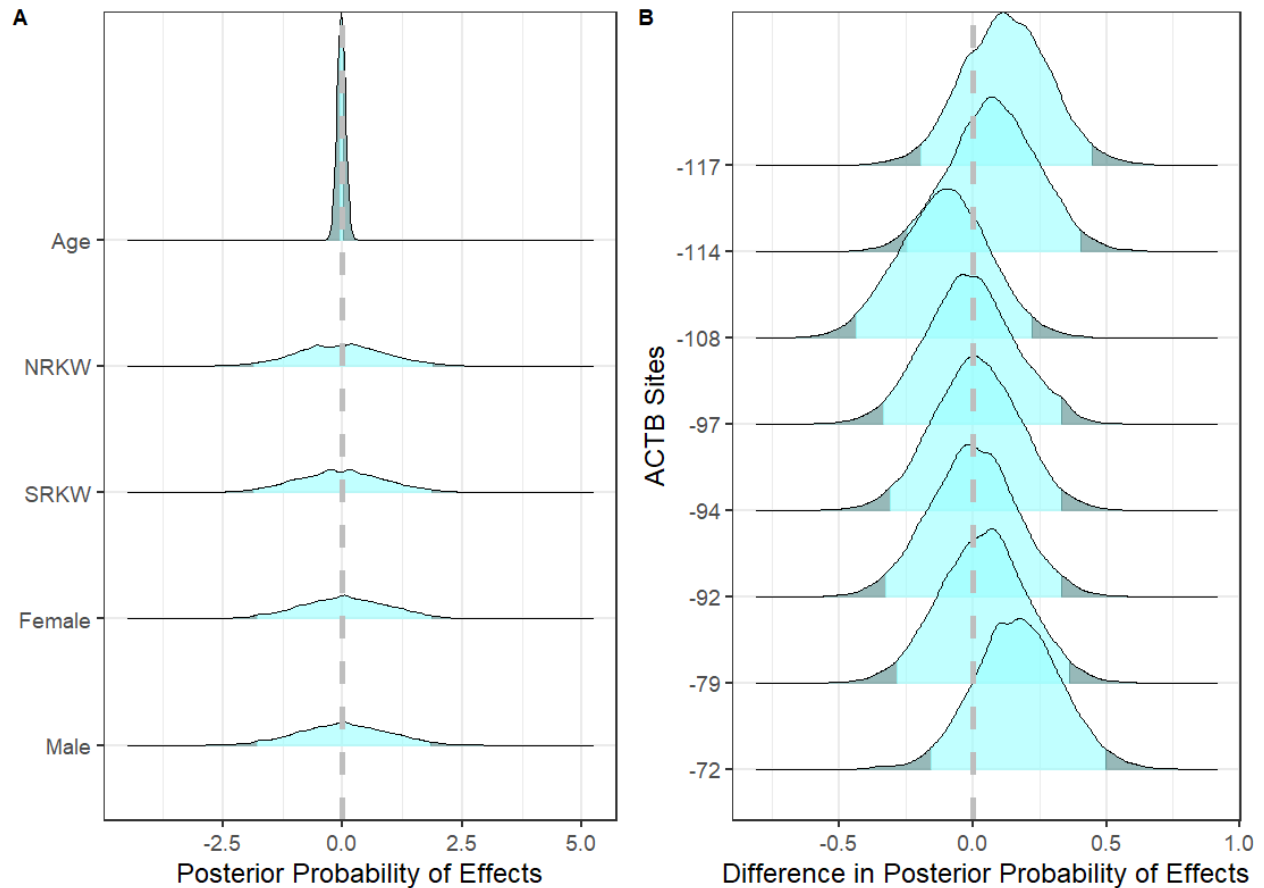 A
Age
NRKW
SRKW
Female
Male
-2.5 0.0 2.5 5.0
Posterior Probability of Effects
B
ACTB Sites
-117
-114
-108
-97
-94
-92
-79
-72
-0.5 0.0 0.5 1.0
Difference in Posterior Probability of Effects